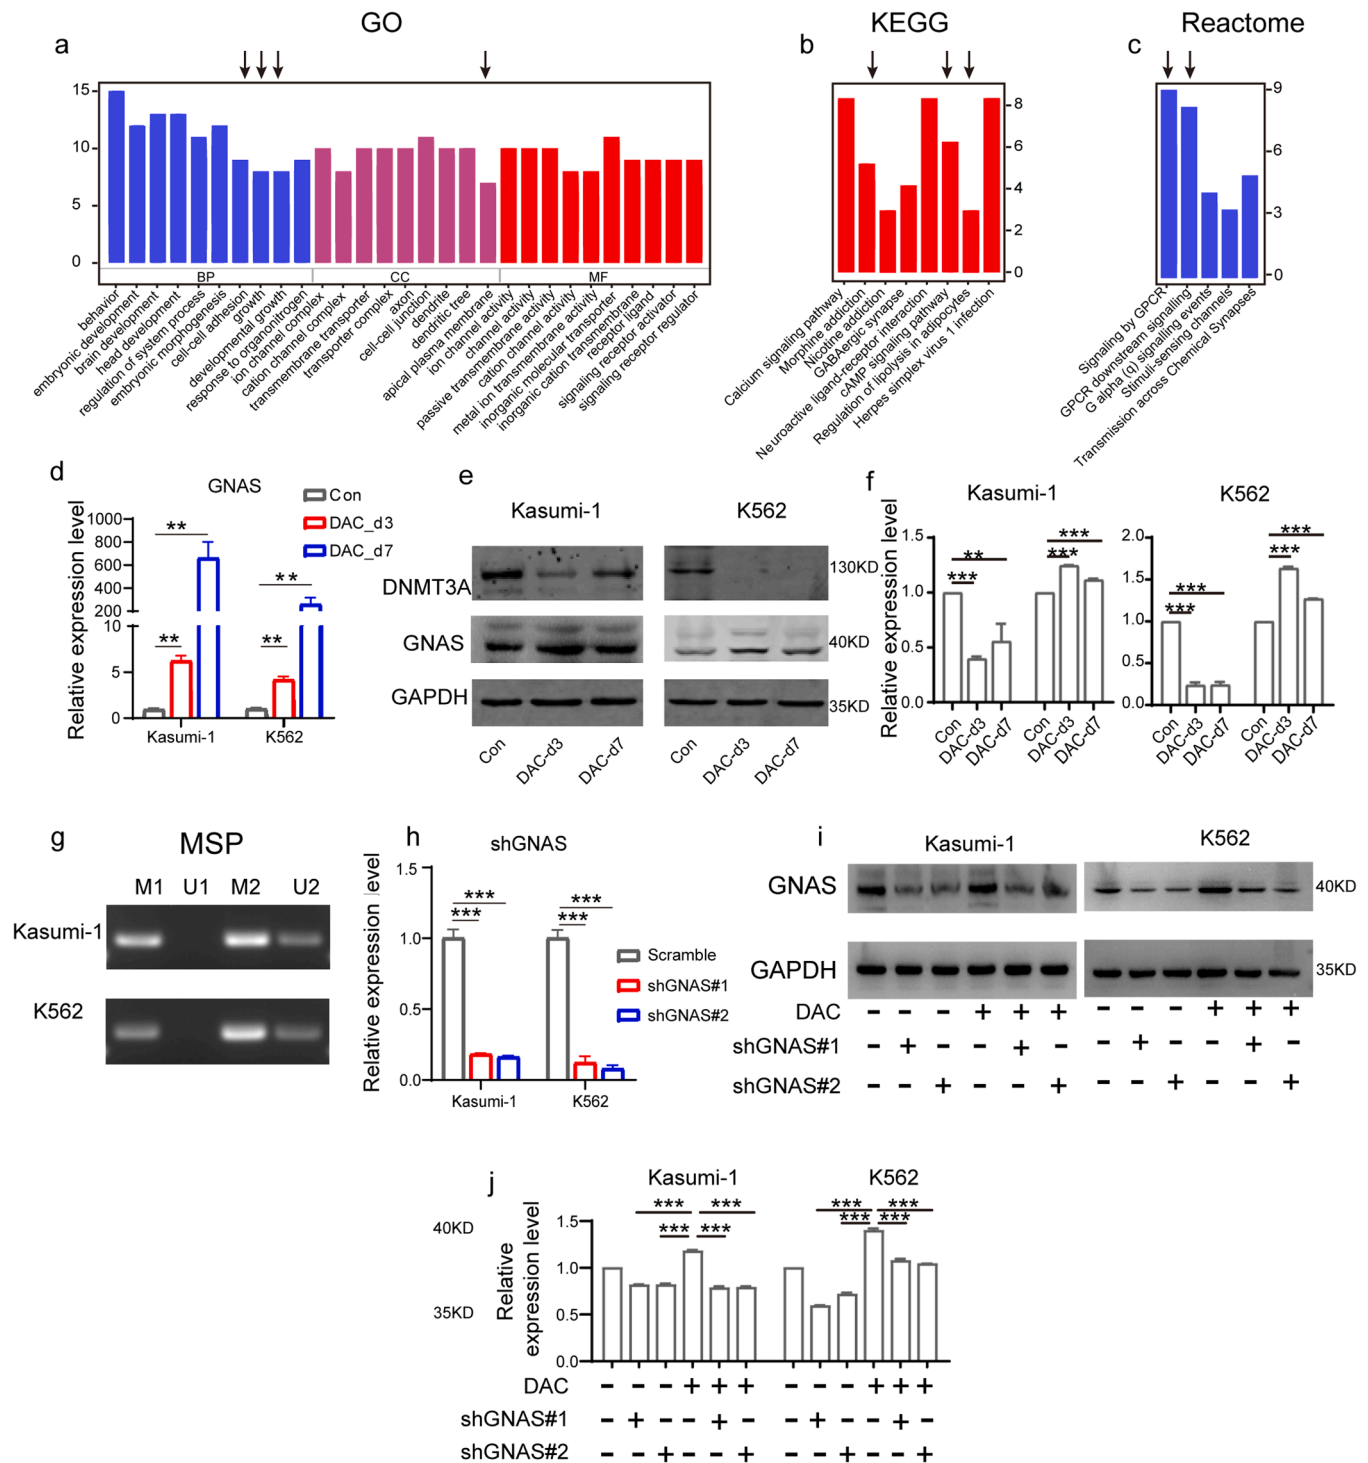 GO
KEGG
Reactome
a
b
c
15
10
5
0
BP
CC
MF
behavior
embryonic development
brain development
head development
regulation of system process
embryonic morphogenesis
cell-cell adhesion
growth
developmental growth
response to organonitrogen
ion channel complex
cation channel complex
transmembrane transporter
transporter complex
axon
cell-cell junction
dendrite
dendritic tree
apical plasma membrane
ion channel activity
channel activity
passive transmembrane activity
cation channel activity
metal ion transmembrane activity
inorganic molecular transporter
inorganic cation transmembrane
receptor ligand
signaling receptor activator
signaling receptor regulator
8
6
4
2
0
Calcium signaling pathway
Morphine addiction
Nicotine addiction
GABAergic synapse
Neuroactive ligand-receptor interaction
cAMP signaling pathway
Regulation of lipolysis in adipocytes
Herpes simplex virus 1 infection
9
6
3
0
Signaling by GPCR
GPCR downstream signalling
G alpha (q) signalling events
Stimuli-sensing channels
Transmission across Chemical Synapses
d
GNAS
Con
DAC_d3
DAC_d7
Relative expression level
1000
800
600
400
200
10
5
0
** **
** **
Kasumi-1 K562
e
Kasumi-1 K562
DNMT3A 130KD
GNAS 40KD
GAPDH 35KD
Con DAC-d3 DAC-d7 Con DAC-d3 DAC-d7
f
Kasumi-1 K562
Relative expression level
1.5
1.0
0.5
0.0
** ***
*** ***
Con DAC-d3 DAC-d7 Con DAC-d3 DAC-d7
2.0
1.5
1.0
0.5
0.0
*** ***
*** ***
Con DAC-d3 DAC-d7 Con DAC-d3 DAC-d7
g
MSP
M1 U1 M2 U2
Kasumi-1
K562
h
shGNAS
Relative expression level
1.5
1.0
0.5
0.0
*** ***
*** ***
Scramble
shGNAS#1
shGNAS#2
Kasumi-1 K562
i
Kasumi-1 K562
GNAS 40KD
GAPDH 35KD
DAC - - - + + + - - - + + +
shGNAS#1 - + - - + - - + - - + -
shGNAS#2 - - + - - + - - + - - +
j
Kasumi-1 K562
40KD
35KD
Relative
expression level
1.5
1.0
0.5
0.0
*** *** *** ***
*** *** *** ***
DAC - - - + + + - - - + + +
shGNAS#1 - + - - + - - + - - + -
shGNAS#2 - - + - - + - - + - - +